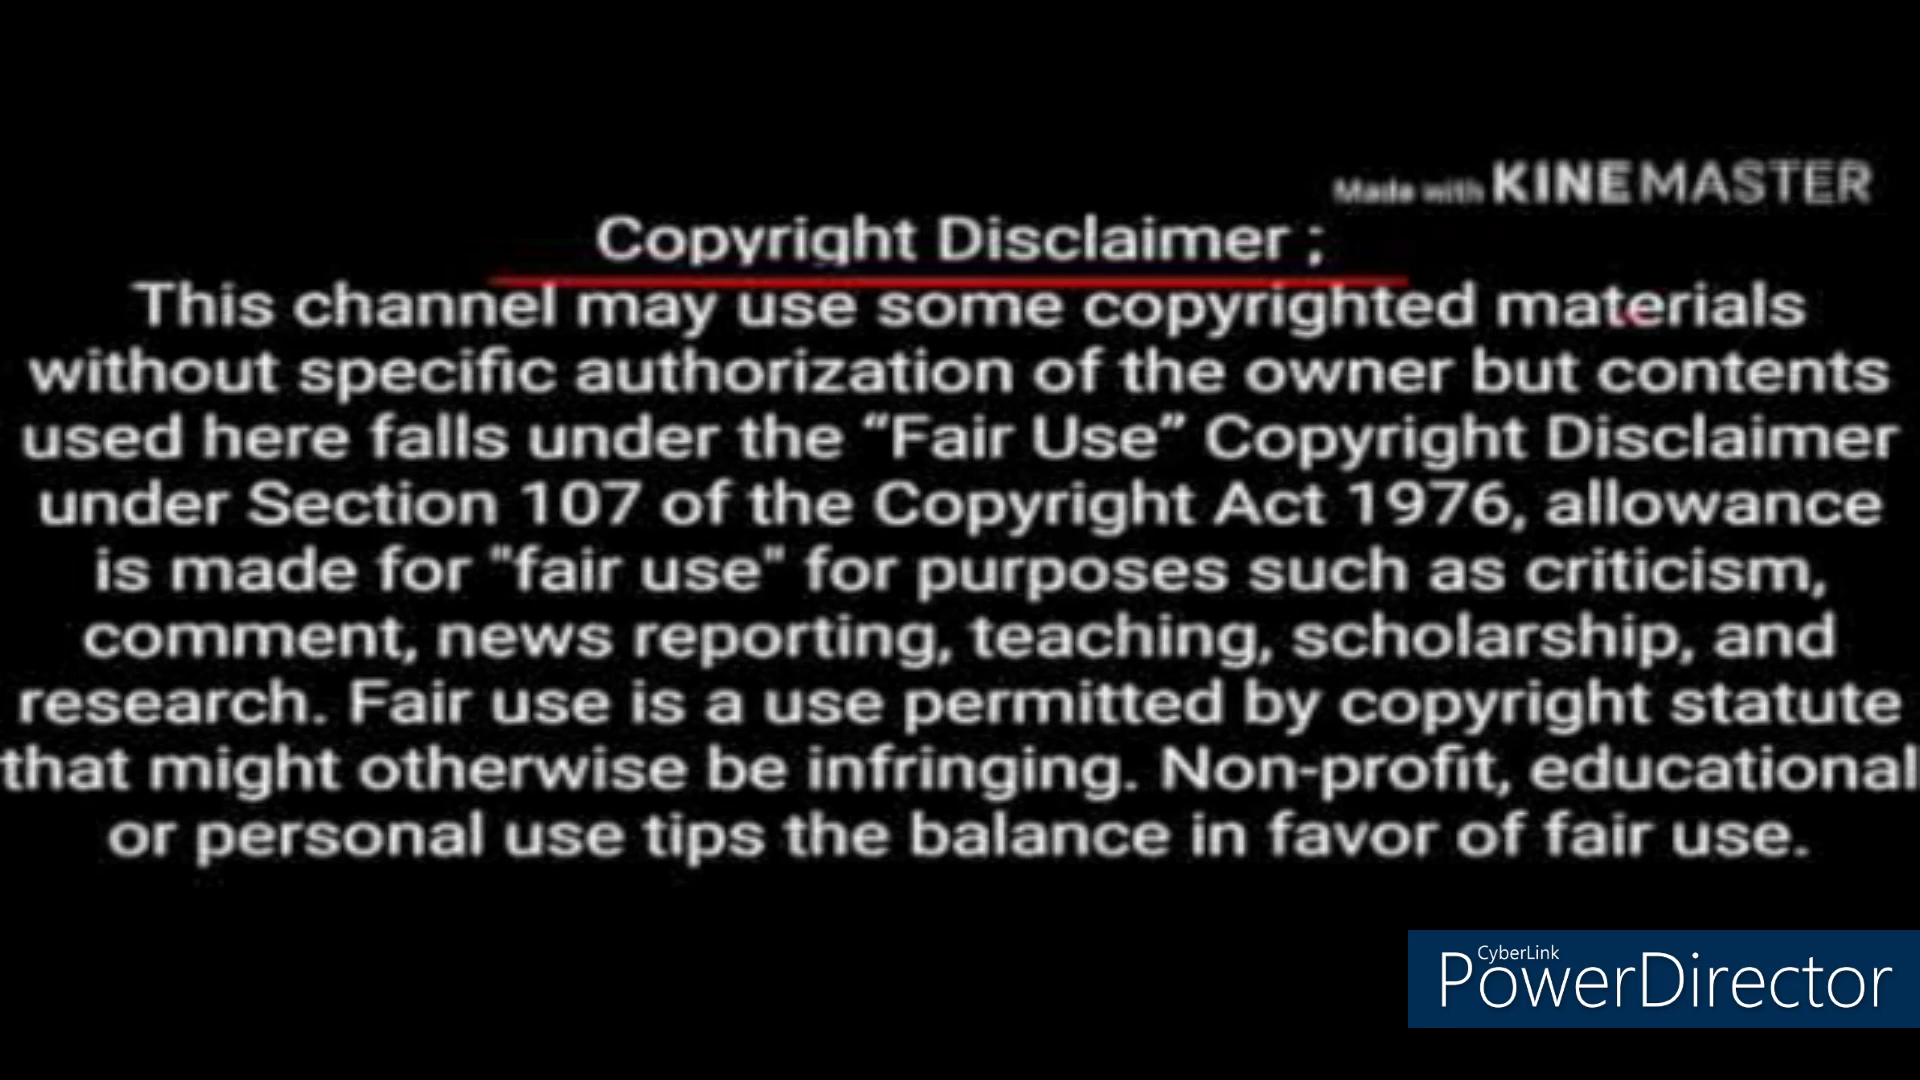 Made with KINEMASTER
Copyright Disclaimer ;
This channel may use some copyrighted materials
without specific authorization of the owner but contents
used here falls under the “Fair Use” Copyright Disclaimer
under Section 107 of the Copyright Act 1976, allowance
is made for "fair use" for purposes such as criticism,
comment, news reporting, teaching, scholarship, and
research. Fair use is a use permitted by copyright statute
that might otherwise be infringing. Non-profit, educational
or personal use tips the balance in favor of fair use.
CyberLink
PowerDirector